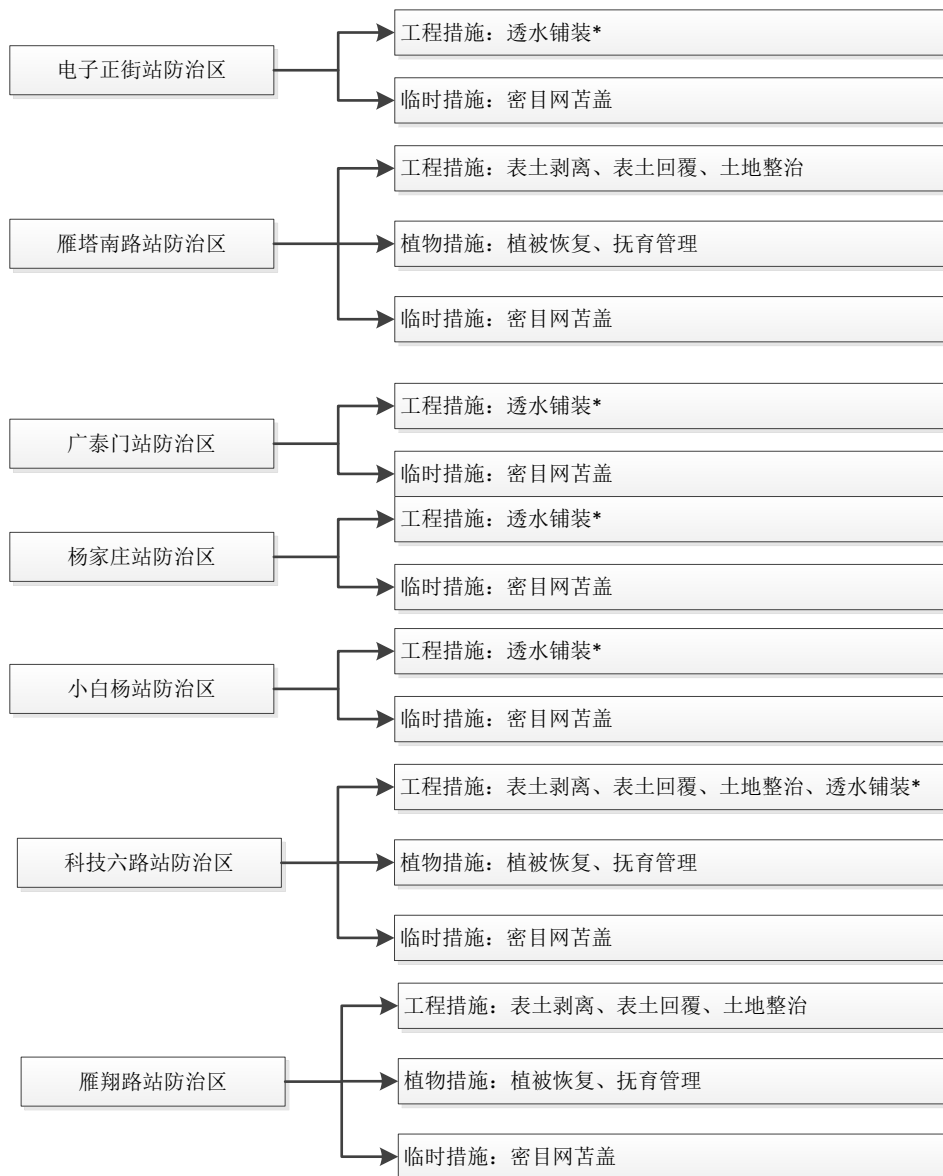 电子正街站防治区
工程措施：透水铺装*
临时措施：密目网苫盖
雁塔南路站防治区
工程措施：表土剥离、表土回覆、土地整治
植物措施：植被恢复、抚育管理
临时措施：密目网苫盖
广泰门站防治区
工程措施：透水铺装*
临时措施：密目网苫盖
杨家庄站防治区
工程措施：透水铺装*
临时措施：密目网苫盖
小白杨站防治区
工程措施：透水铺装*
临时措施：密目网苫盖
科技六路站防治区
工程措施：表土剥离、表土回覆、土地整治、透水铺装*
植物措施：植被恢复、抚育管理
临时措施：密目网苫盖
雁翔路站防治区
工程措施：表土剥离、表土回覆、土地整治
植物措施：植被恢复、抚育管理
临时措施：密目网苫盖